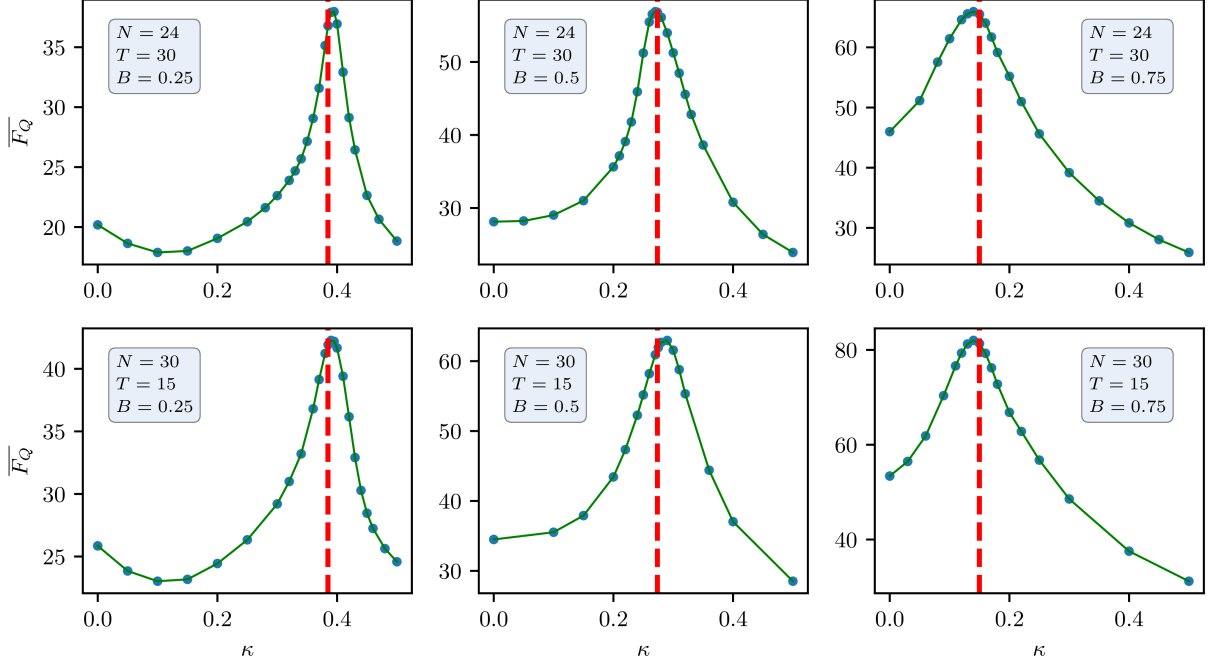 35
30
25
20
0.0 0.2 0.4
N = 24
T = 30
B = 0.25
F_Q
50
40
30
0.0 0.2 0.4
N = 24
T = 30
B = 0.5
60
50
40
30
0.0 0.2 0.4
N = 24
T = 30
B = 0.75
40
35
30
25
0.0 0.2 0.4
N = 30
T = 15
B = 0.25
F_Q
κ
60
50
40
30
0.0 0.2 0.4
N = 30
T = 15
B = 0.5
κ
80
60
40
0.0 0.2 0.4
N = 30
T = 15
B = 0.75
κ